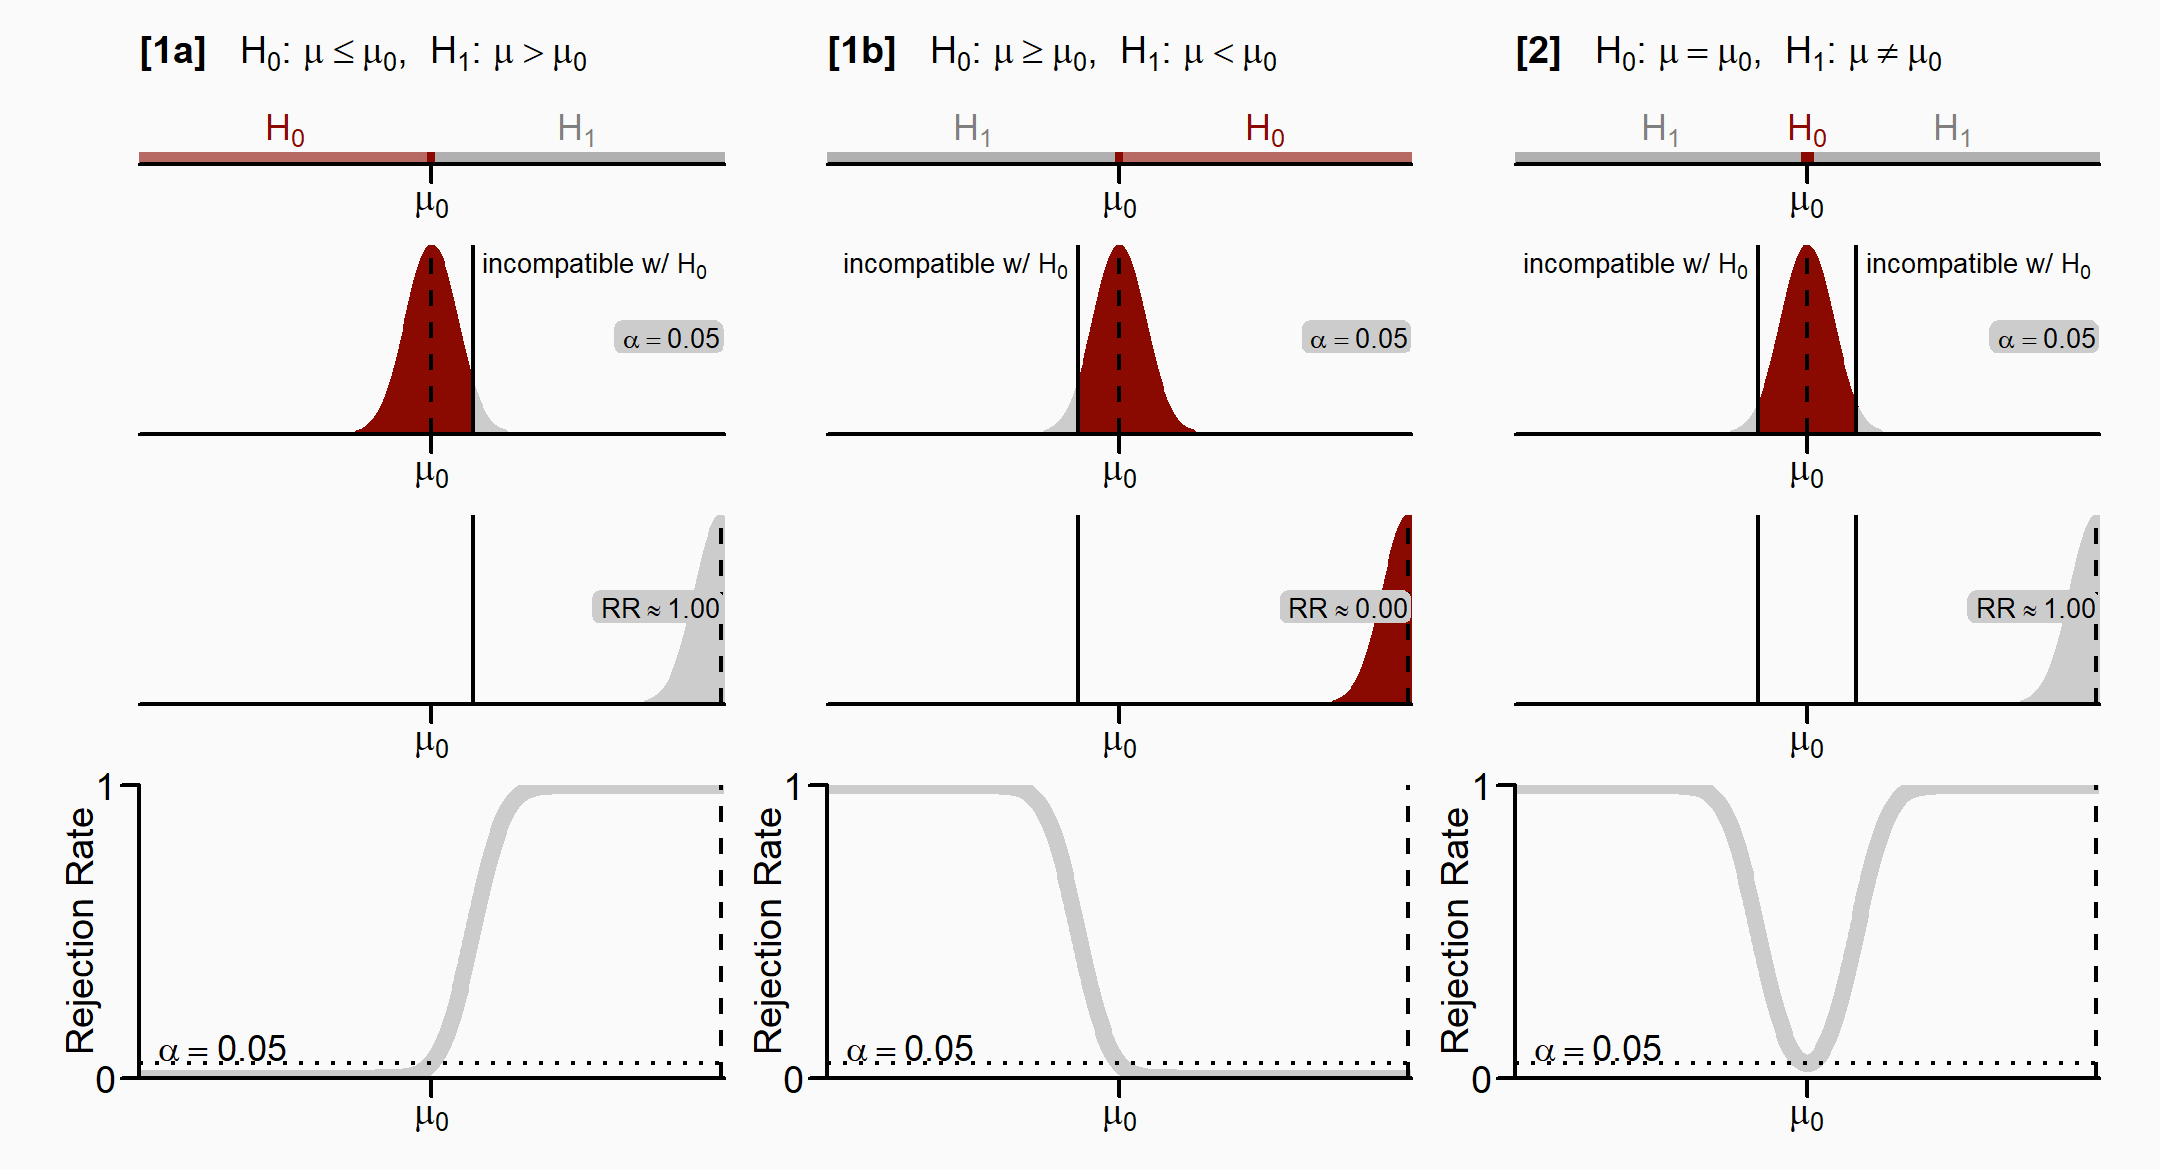 [1a] H₀: μ ≤ μ₀, H₁: μ > μ₀
H₀ H₁
μ₀
incompatible w/ H₀
α = 0.05
μ₀
RR ≈ 1.00
μ₀
1
Rejection Rate
α = 0.05
0
μ₀
[1b] H₀: μ ≥ μ₀, H₁: μ < μ₀
H₁ H₀
μ₀
incompatible w/ H₀
α = 0.05
μ₀
RR ≈ 0.00
μ₀
1
Rejection Rate
α = 0.05
0
μ₀
[2] H₀: μ = μ₀, H₁: μ ≠ μ₀
H₁ H₀ H₁
μ₀
incompatible w/ H₀ incompatible w/ H₀
α = 0.05
μ₀
RR ≈ 1.00
μ₀
1
Rejection Rate
α = 0.05
0
μ₀